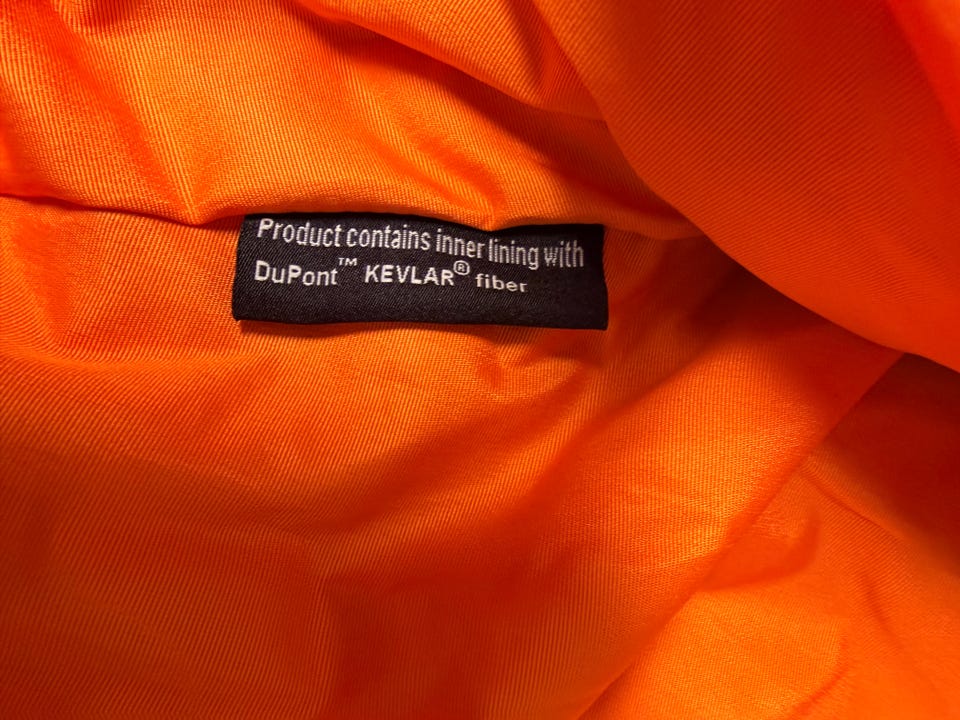 Product contains inner lining with
DuPont™ KEVLAR® fiber